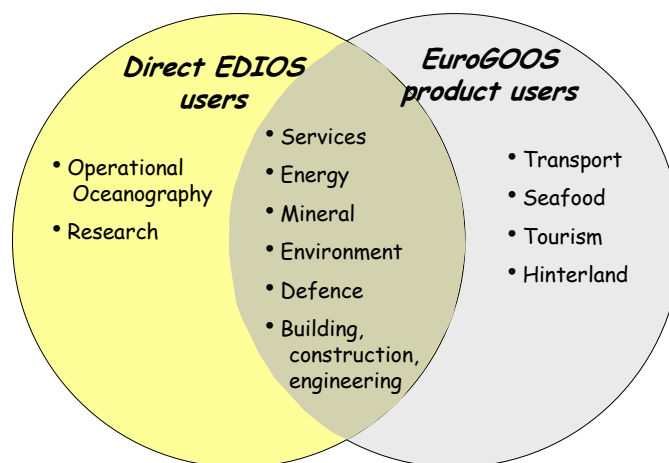 Direct EDIOS
users
EuroGOOS
product users
• Operational
Oceanography
• Research
• Services
• Energy
• Mineral
• Environment
• Defence
• Building,
construction,
engineering
• Transport
• Seafood
• Tourism
• Hinterland